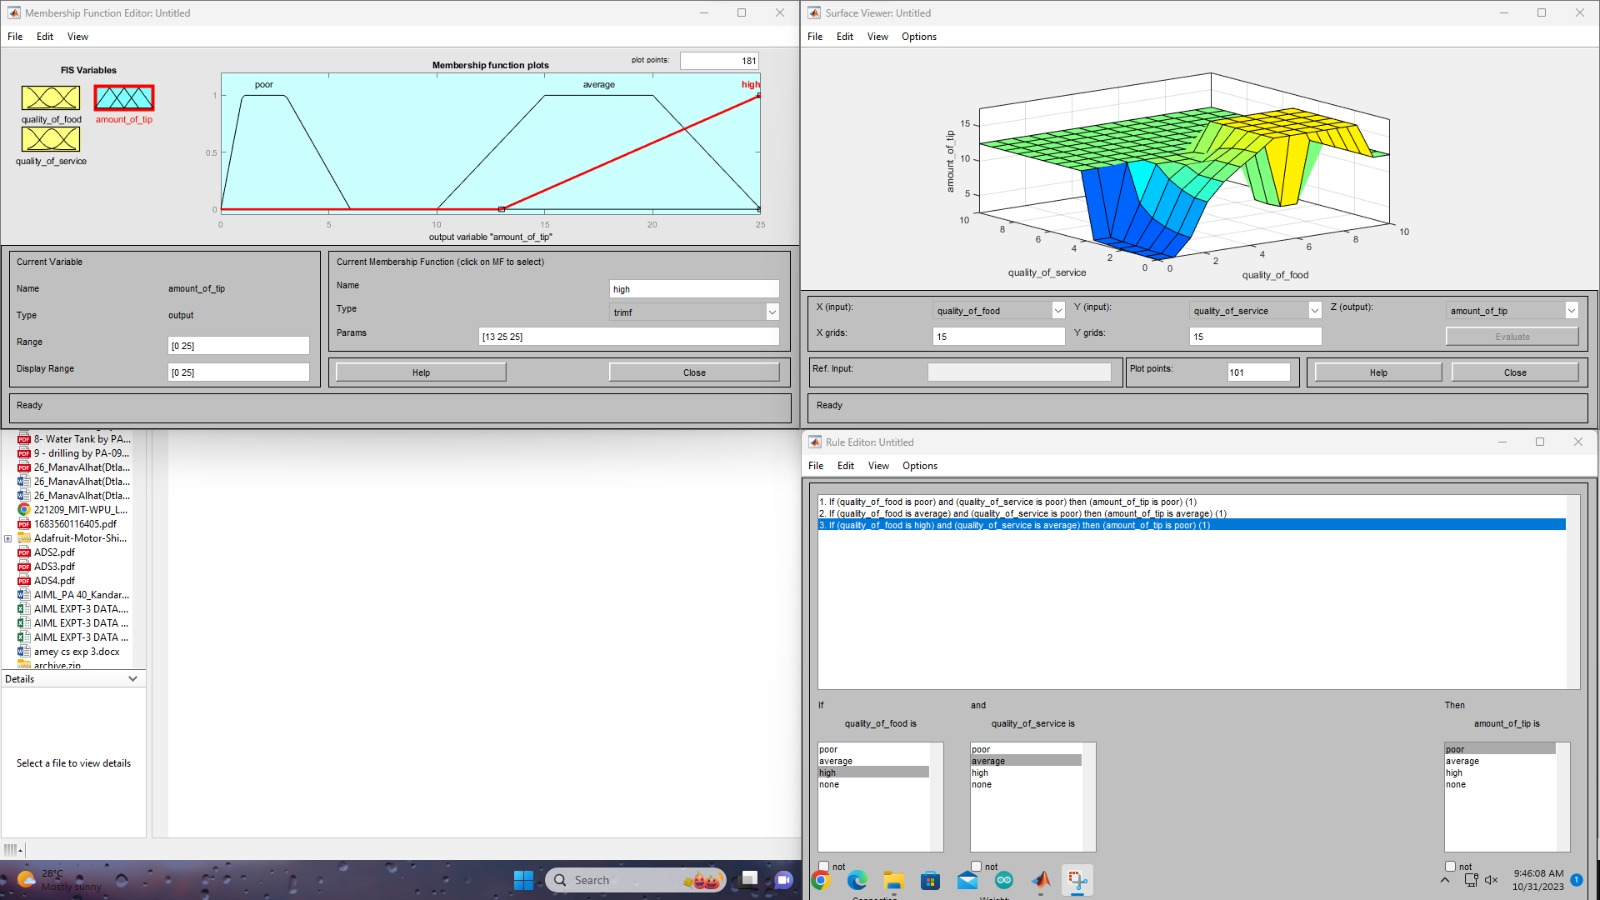 Membership Function Editor: Untitled
File Edit View
FIS Variables
quality_of_food
amount_of_tip
quality_of_service
Membership function plots
plot points:
181
poor
average
high
1
0.5
0
0 5 10 15 20 25
output variable "amount_of_tip"
Current Variable
Name amount_of_tip
Type output
Range [0 25]
Display Range [0 25]
Current Membership Function (click on MF to select)
Name high
Type trimf
Params [13 25 25]
Help Close
Ready
Surface Viewer: Untitled
File Edit View Options
15
10
5
amount_of_tip
10 8 6 4 2 0
0 2 4 6 8 10
quality_of_service
quality_of_food
X (input): quality_of_food Y (input): quality_of_service Z (output): amount_of_tip
X grids: 15 Y grids: 15 Evaluate
Ref. Input: Plot points: 101 Help Close
Ready
8- Water Tank by PA...
9 - drilling by PA-09...
26_ManavAlhat(Dtla...
26_ManavAlhat(Dtla...
26_ManavAlhat(Dtla...
221209_MIT-WPU_L...
1683560116405.pdf
Adafruit-Motor-Shi...
ADS2.pdf
ADS3.pdf
ADS4.pdf
AIML_PA 40_Kandar...
AIML EXPT-3 DATA....
AIML EXPT-3 DATA ...
AIML EXPT-3 DATA ...
amey cs exp 3.docx
archive.zip
Details
Select a file to view details
Rule Editor: Untitled
File Edit View Options
1. If (quality_of_food is poor) and (quality_of_service is poor) then (amount_of_tip is poor) (1)
2. If (quality_of_food is average) and (quality_of_service is poor) then (amount_of_tip is average) (1)
3. If (quality_of_food is high) and (quality_of_service is average) then (amount_of_tip is poor) (1)
If and Then
quality_of_food is quality_of_service is amount_of_tip is
poor poor poor
average average average
high high high
none none none
not not not
28°C
Mostly sunny
Search
9:46:08 AM
10/31/2023
1